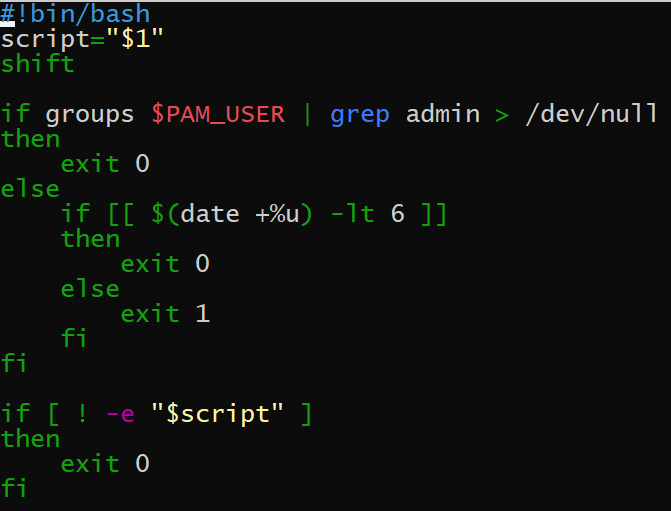 #!bin/bash
script="$1"
shift

if groups $PAM_USER | grep admin > /dev/null
then
    exit 0
else
    if [[ $(date +%u) -lt 6 ]]
    then
        exit 0
    else
        exit 1
    fi
fi

if [ ! -e "$script" ]
then
    exit 0
fi